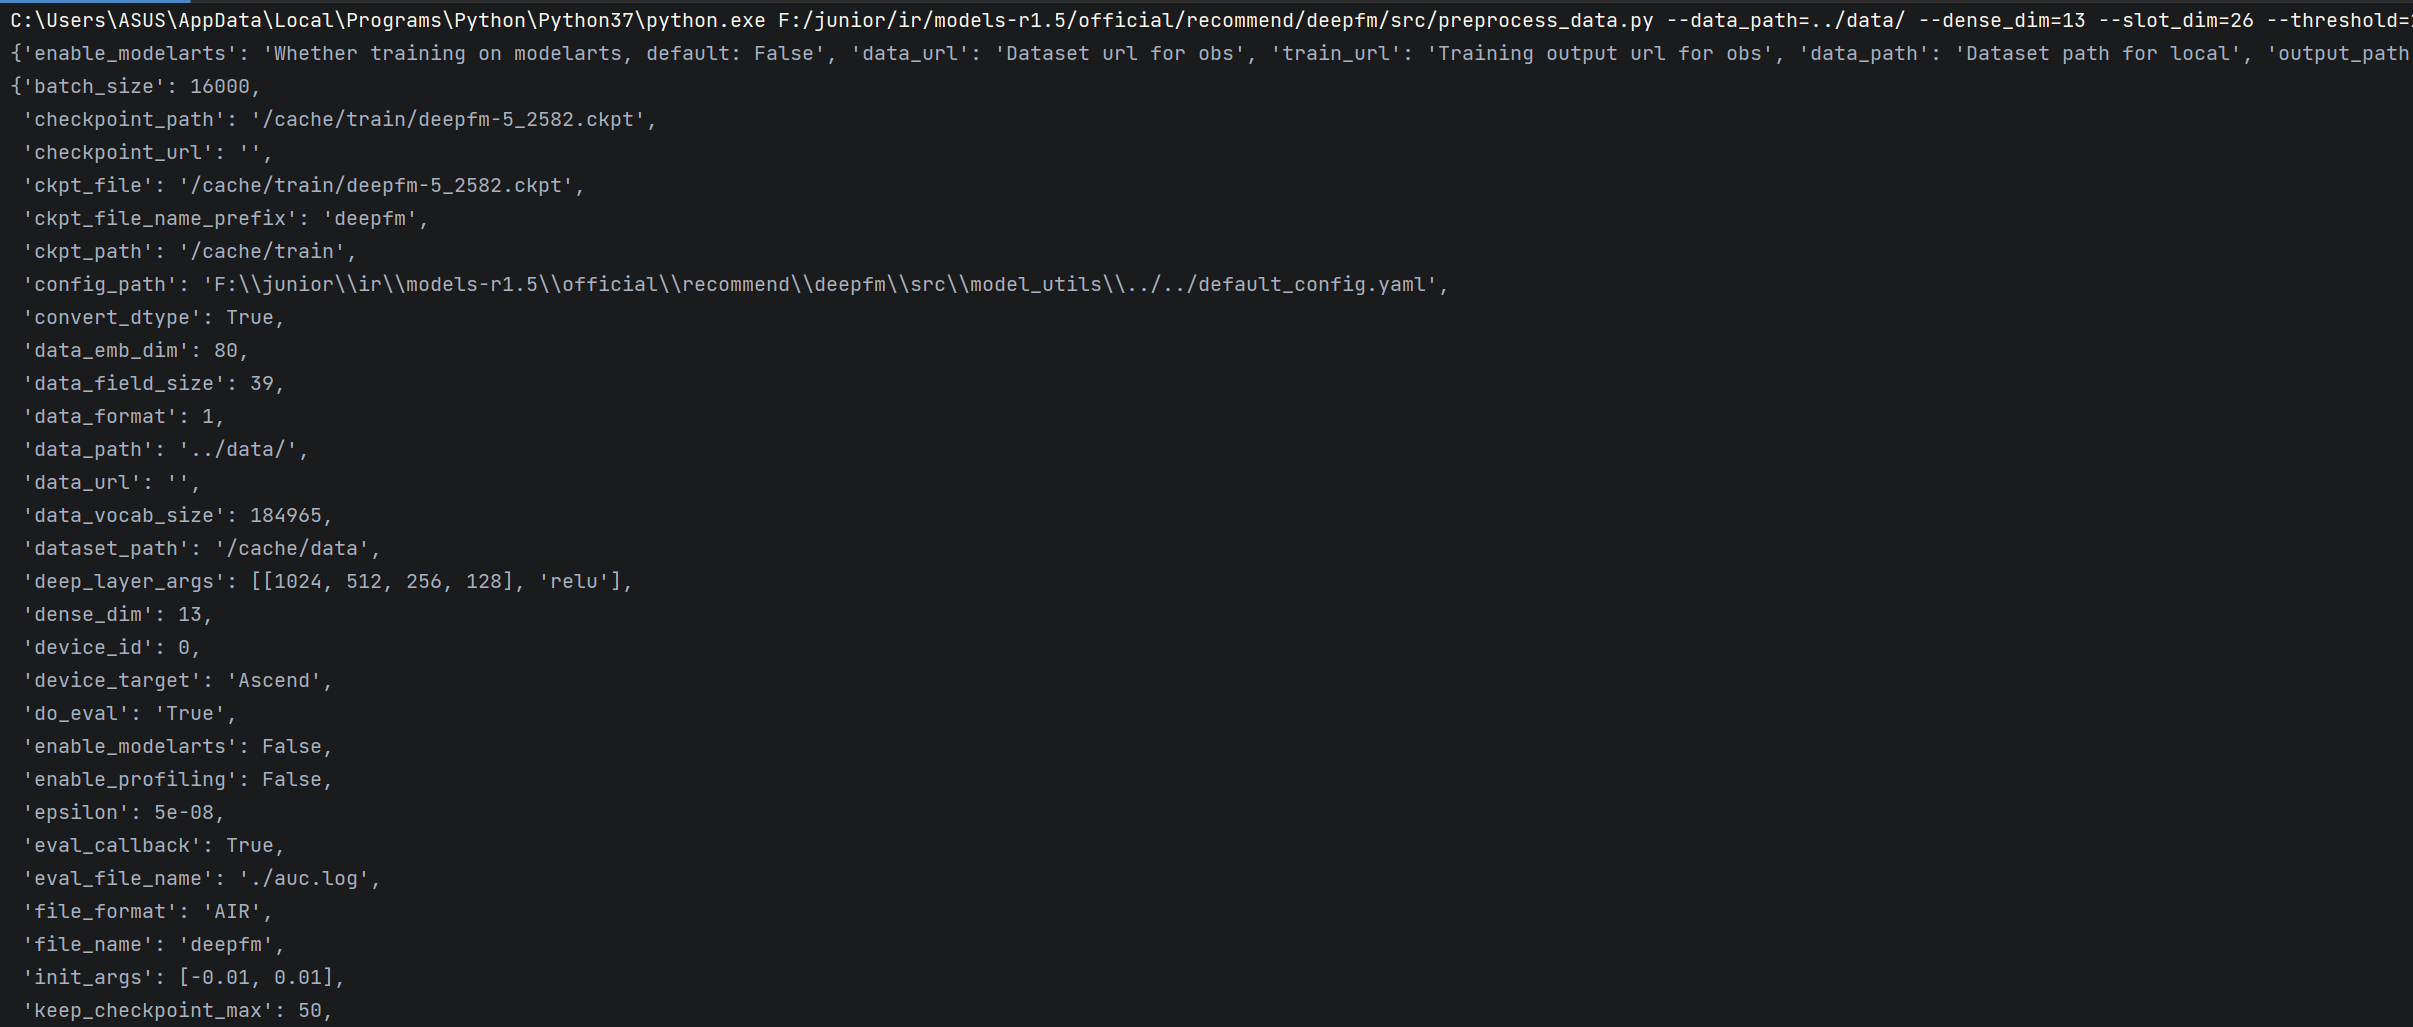 C:\Users\ASUS\AppData\Local\Programs\Python\Python37\python.exe F:/junior/ir/models-r1.5/official/recommend/deepfm/src/preprocess_data.py --data_path=../data/ --dense_dim=13 --slot_dim=26 --threshold=
{'enable_modelarts': 'Whether training on modelarts, default: False', 'data_url': 'Dataset url for obs', 'train_url': 'Training output url for obs', 'data_path': 'Dataset path for local', 'output_path
{'batch_size': 16000,
 'checkpoint_path': '/cache/train/deepfm-5_2582.ckpt',
 'checkpoint_url': '',
 'ckpt_file': '/cache/train/deepfm-5_2582.ckpt',
 'ckpt_file_name_prefix': 'deepfm',
 'ckpt_path': '/cache/train',
 'config_path': 'F:\\junior\\ir\\models-r1.5\\official\\recommend\\deepfm\\src\\model_utils\\../../default_config.yaml',
 'convert_dtype': True,
 'data_emb_dim': 80,
 'data_field_size': 39,
 'data_format': 1,
 'data_path': '../data/',
 'data_url': '',
 'data_vocab_size': 184965,
 'dataset_path': '/cache/data',
 'deep_layer_args': [[1024, 512, 256, 128], 'relu'],
 'dense_dim': 13,
 'device_id': 0,
 'device_target': 'Ascend',
 'do_eval': 'True',
 'enable_modelarts': False,
 'enable_profiling': False,
 'epsilon': 5e-08,
 'eval_callback': True,
 'eval_file_name': './auc.log',
 'file_format': 'AIR',
 'file_name': 'deepfm',
 'init_args': [-0.01, 0.01],
 'keep_checkpoint_max': 50,